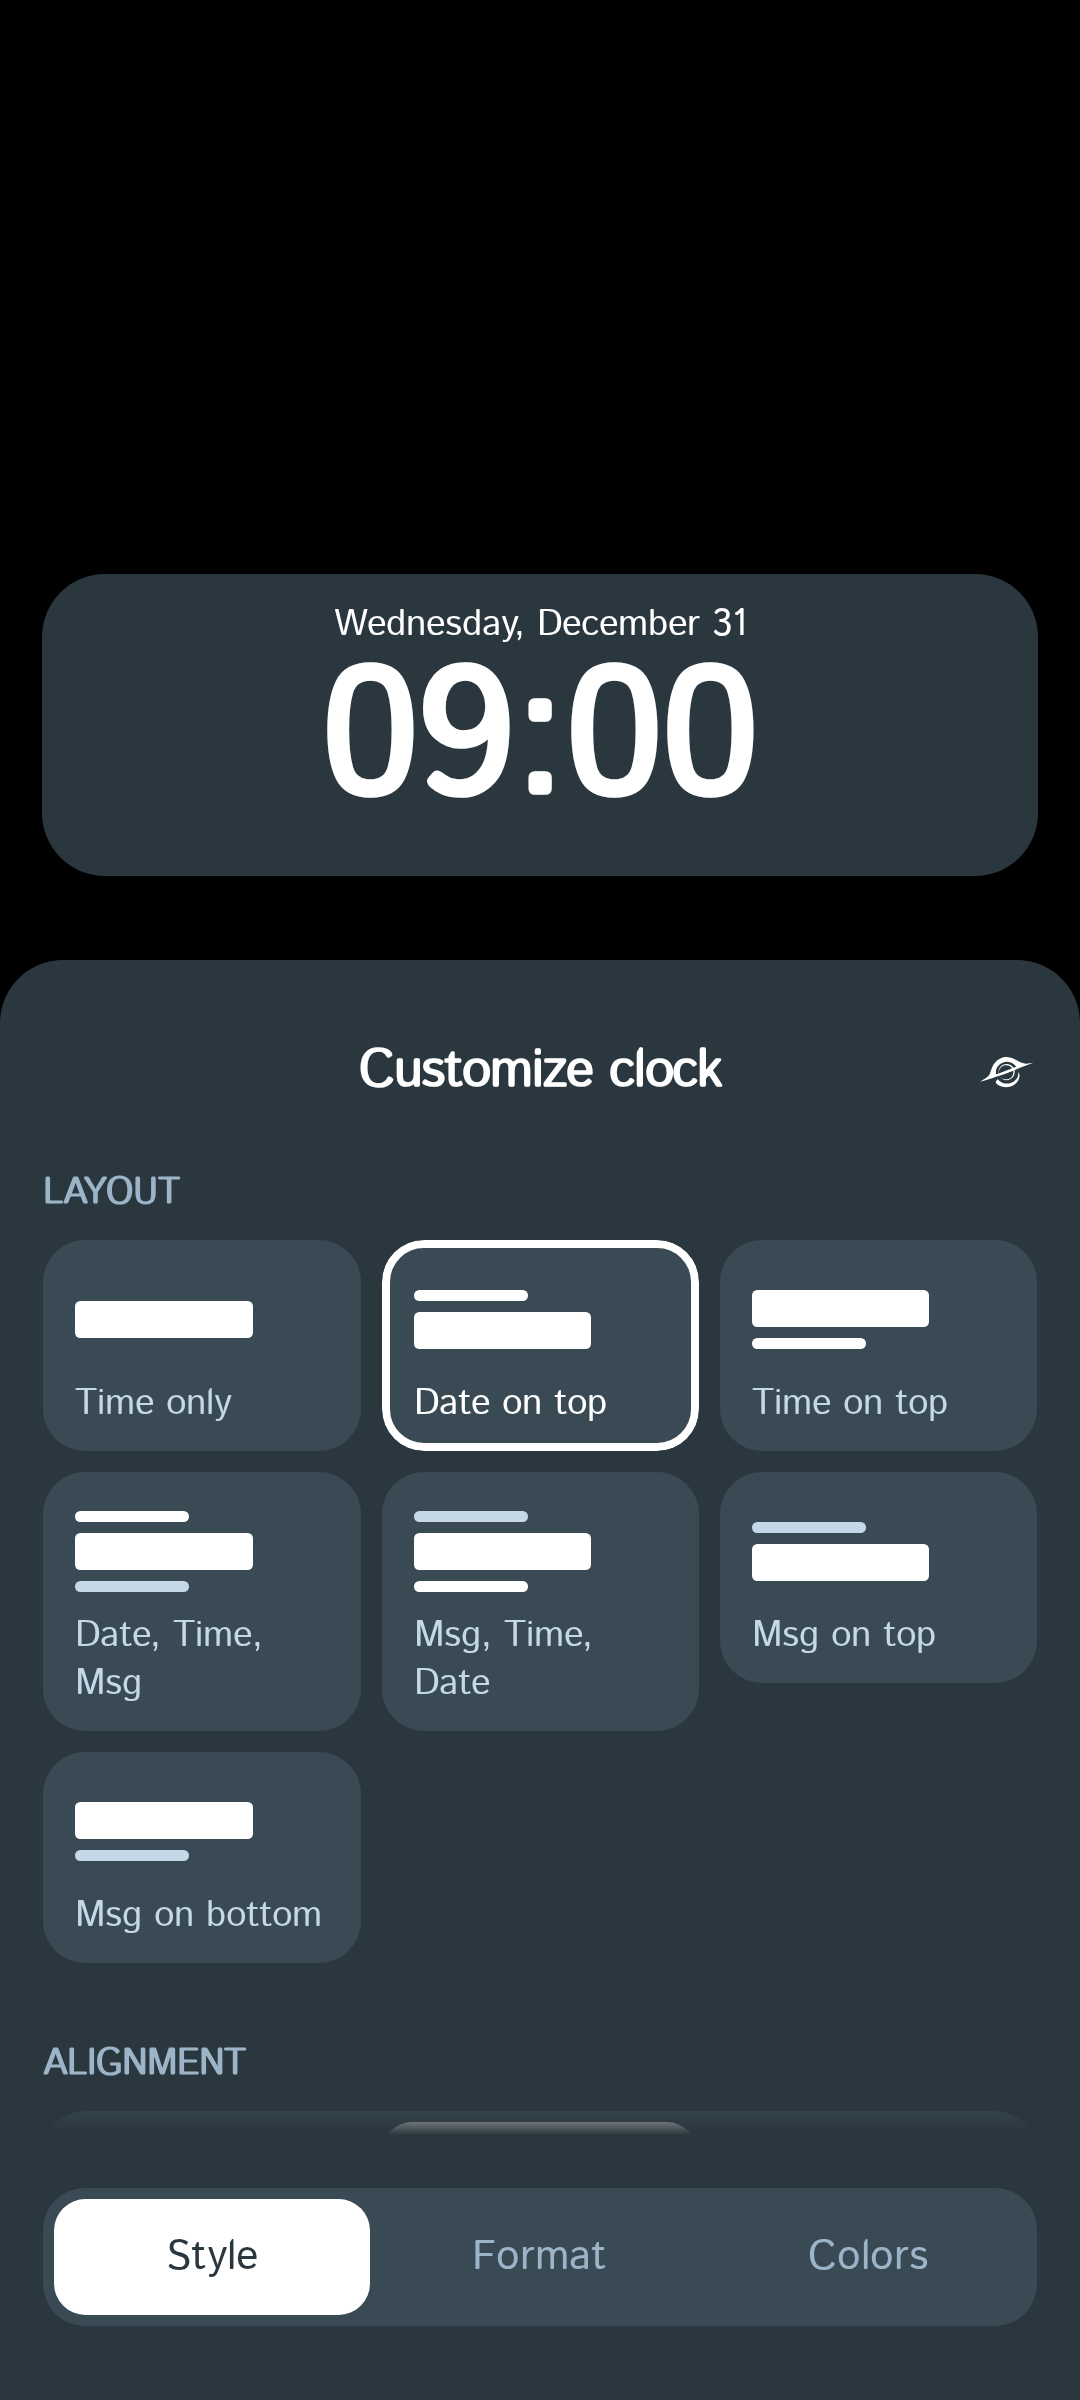 Wednesday, December 31
09:00
Customize clock
LAYOUT
Time only
Date on top
Time on top
Date, Time,
Msg
Msg, Time,
Date
Msg on top
Msg on bottom
ALIGNMENT
Style
Format
Colors